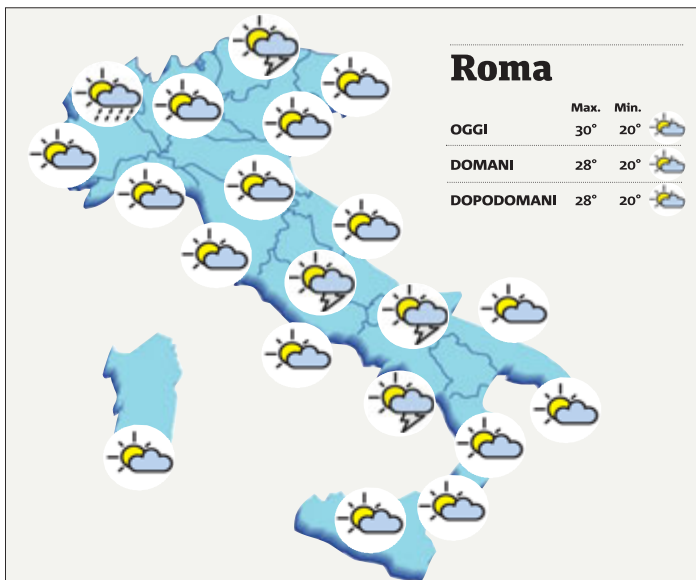 Roma
Max. Min.
OGGI 30° 20°
DOMANI 28° 20°
DOPODOMANI 28° 20°